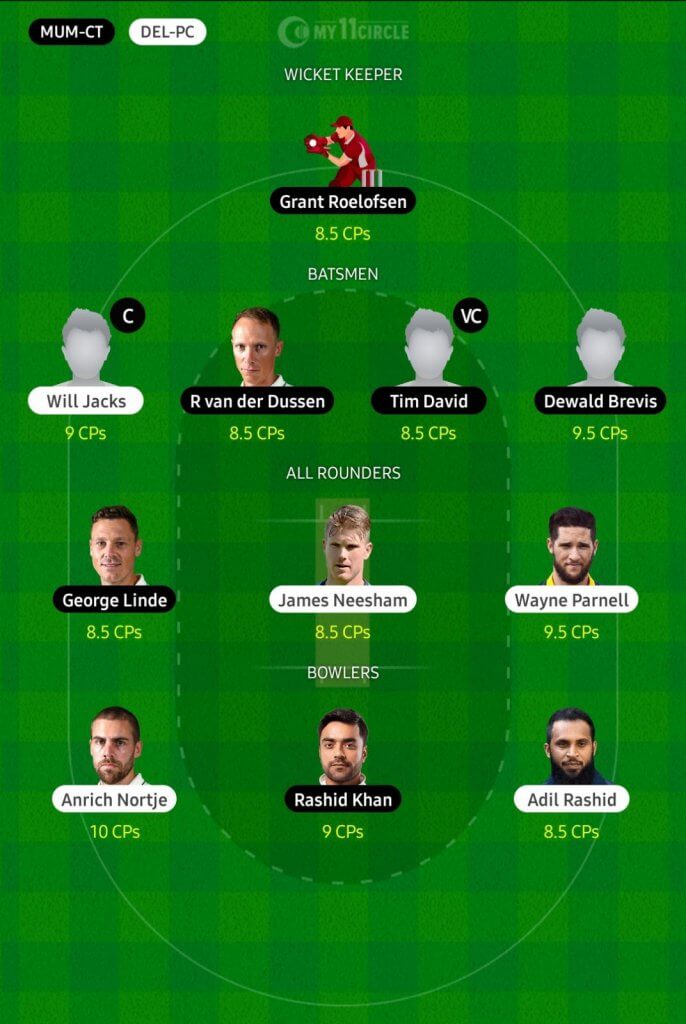 MUM-CT DEL-PC MY11CIRCLE
WICKET KEEPER
Grant Roelofsen
8.5 CPs
BATSMEN
C VC
Will Jacks R van der Dussen Tim David Dewald Brevis
9 CPs 8.5 CPs 8.5 CPs 9.5 CPs
ALL ROUNDERS
George Linde James Neesham Wayne Parnell
8.5 CPs 8.5 CPs 9.5 CPs
BOWLERS
Anrich Nortje Rashid Khan Adil Rashid
10 CPs 9 CPs 8.5 CPs